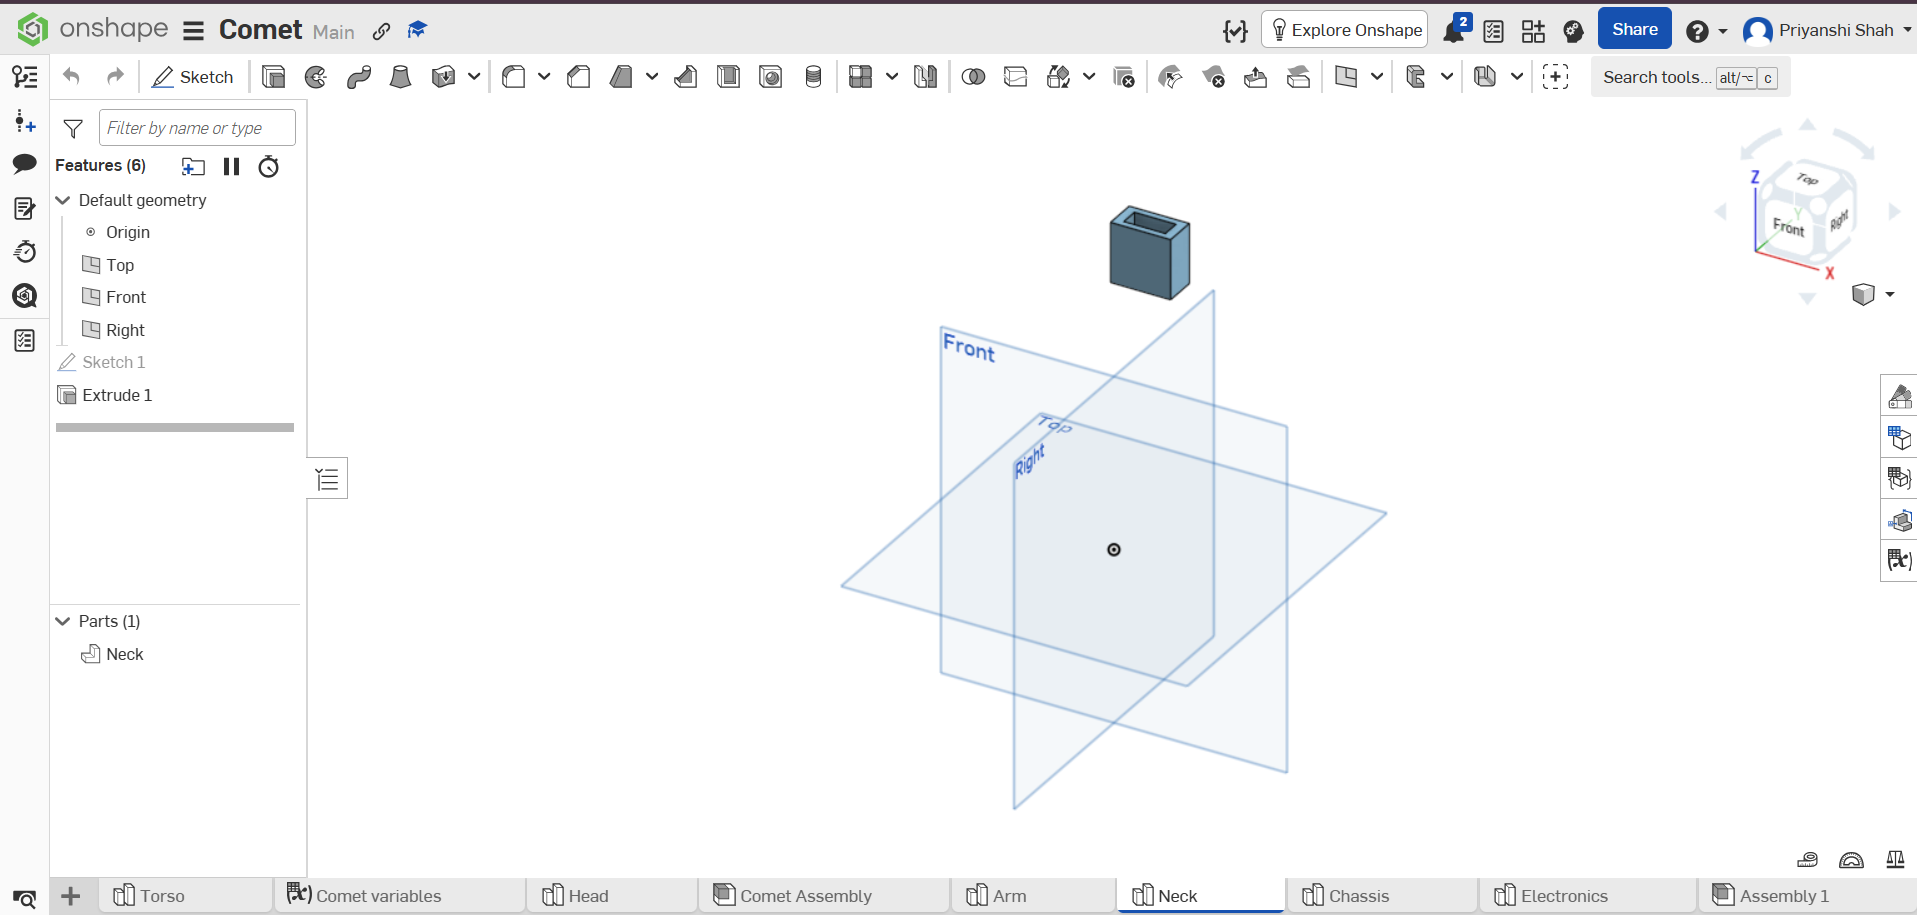 onshape Comet Main Explore Onshape 2 Share Priyanshi Shah
Sketch Search tools... alt/⌥ c
Filter by name or type
Features (6)
Default geometry
Origin
Top
Front
Right
Sketch 1
Extrude 1
Parts (1)
Neck
Front
Top
Right
Z
Top
Y
Front
Right
X
Torso Comet variables Head Comet Assembly Arm Neck Chassis Electronics Assembly 1